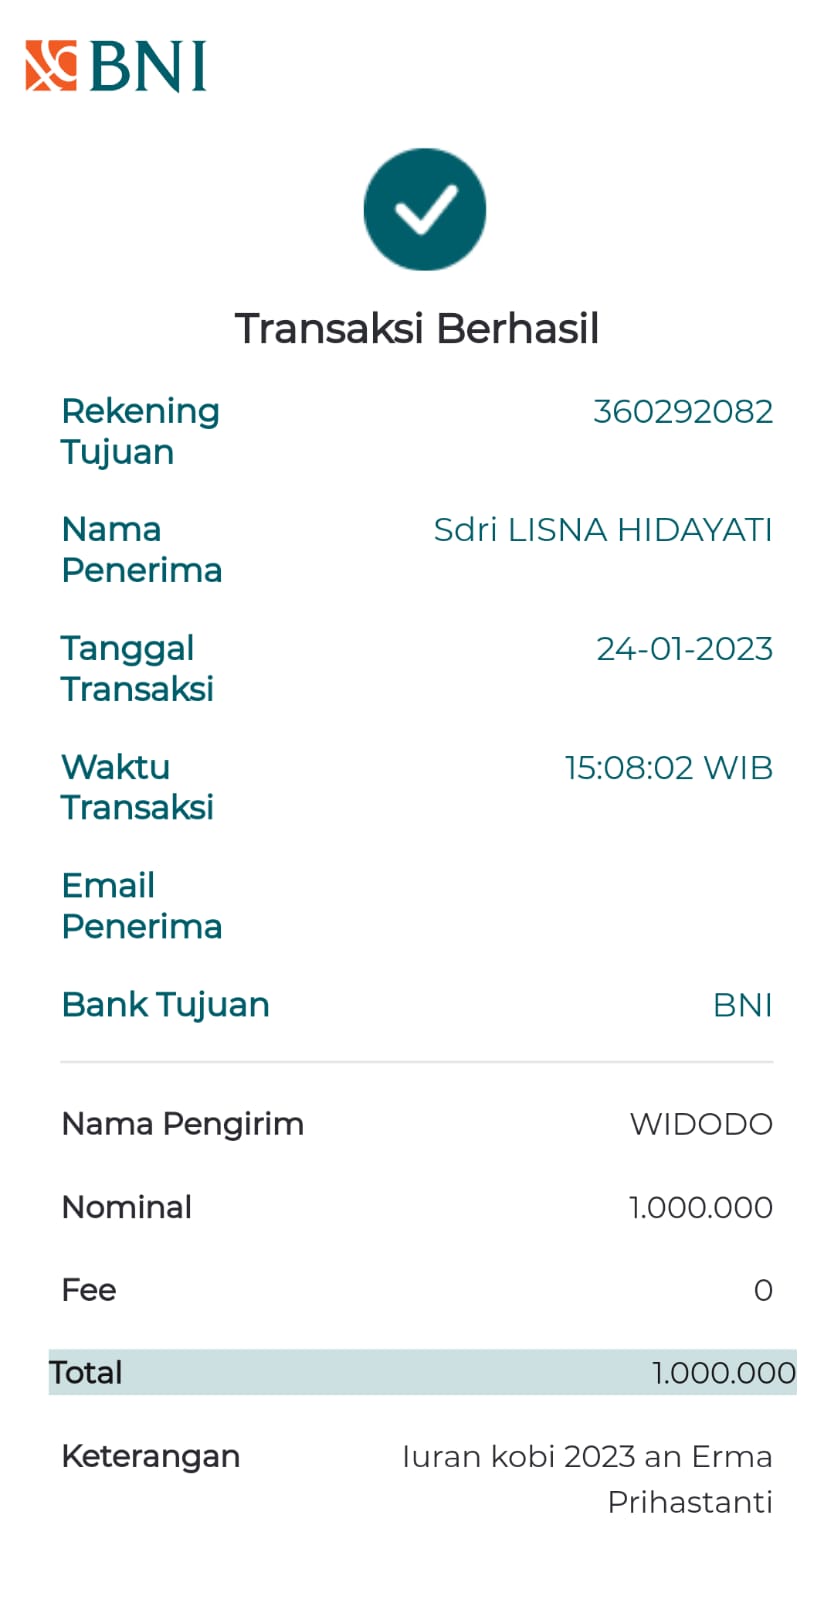 BNI
Transaksi Berhasil
Rekening 360292082
Tujuan
Nama Sdri LISNA HIDAYATI
Penerima
Tanggal 24-01-2023
Transaksi
Waktu 15:08:02 WIB
Transaksi
Email
Penerima
Bank Tujuan BNI
Nama Pengirim WIDODO
Nominal 1.000.000
Fee 0
Total 1.000.000
Keterangan Iuran kobi 2023 an Erma
Prihastanti